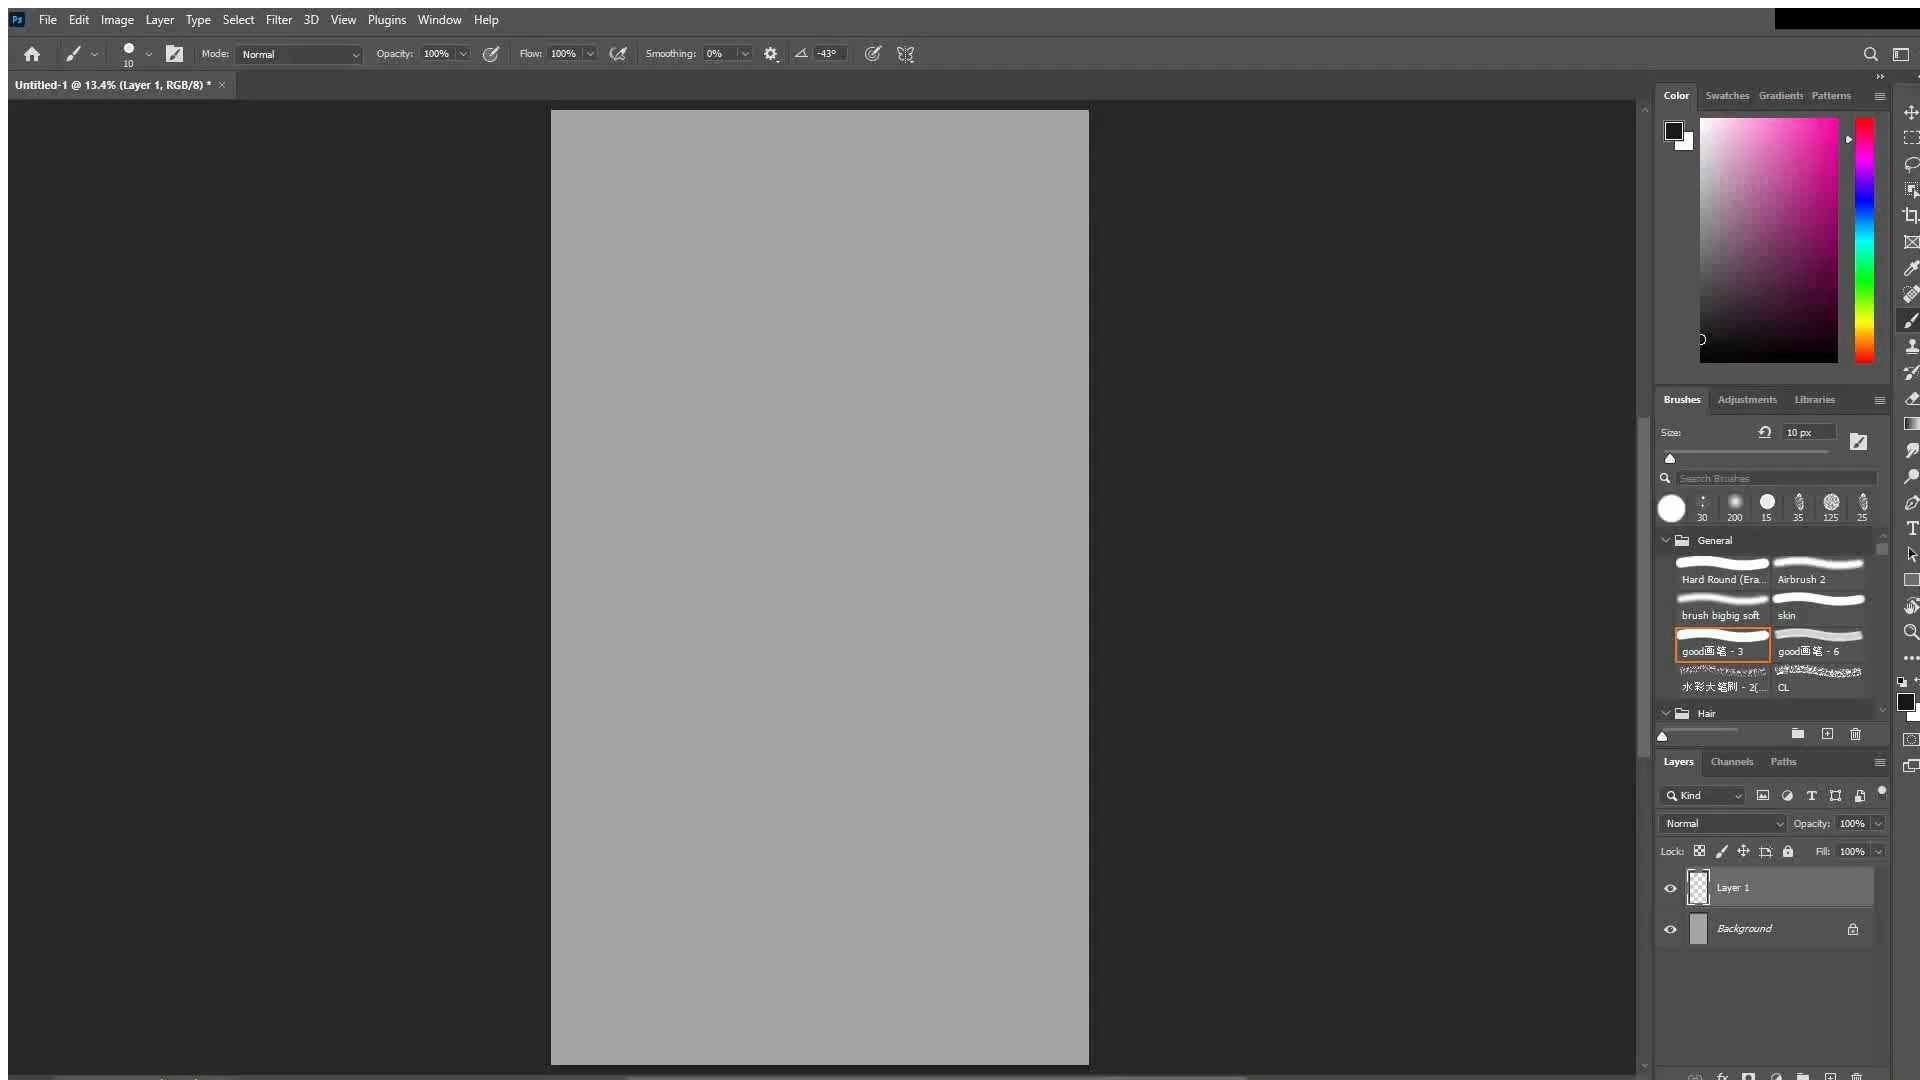 Ps File Edit Image Layer Type Select Filter 3D View Plugins Window Help
10 Mode: Normal Opacity: 100% Flow: 100% Smoothing: 0% -43°
Untitled-1 @ 13.4% (Layer 1, RGB/8) * ×
Color Swatches Gradients Patterns
Brushes Adjustments Libraries
Size: 10 px
Search Brushes
30 200 15 35 125 25
General
Hard Round (Era... Airbrush 2
brush bigbig soft skin
good画笔 - 3 good画笔 - 6
水彩大笔刷 - 2(... CL
Hair
Layers Channels Paths
Kind
Normal Opacity: 100%
Lock: Fill: 100%
Layer 1
Background